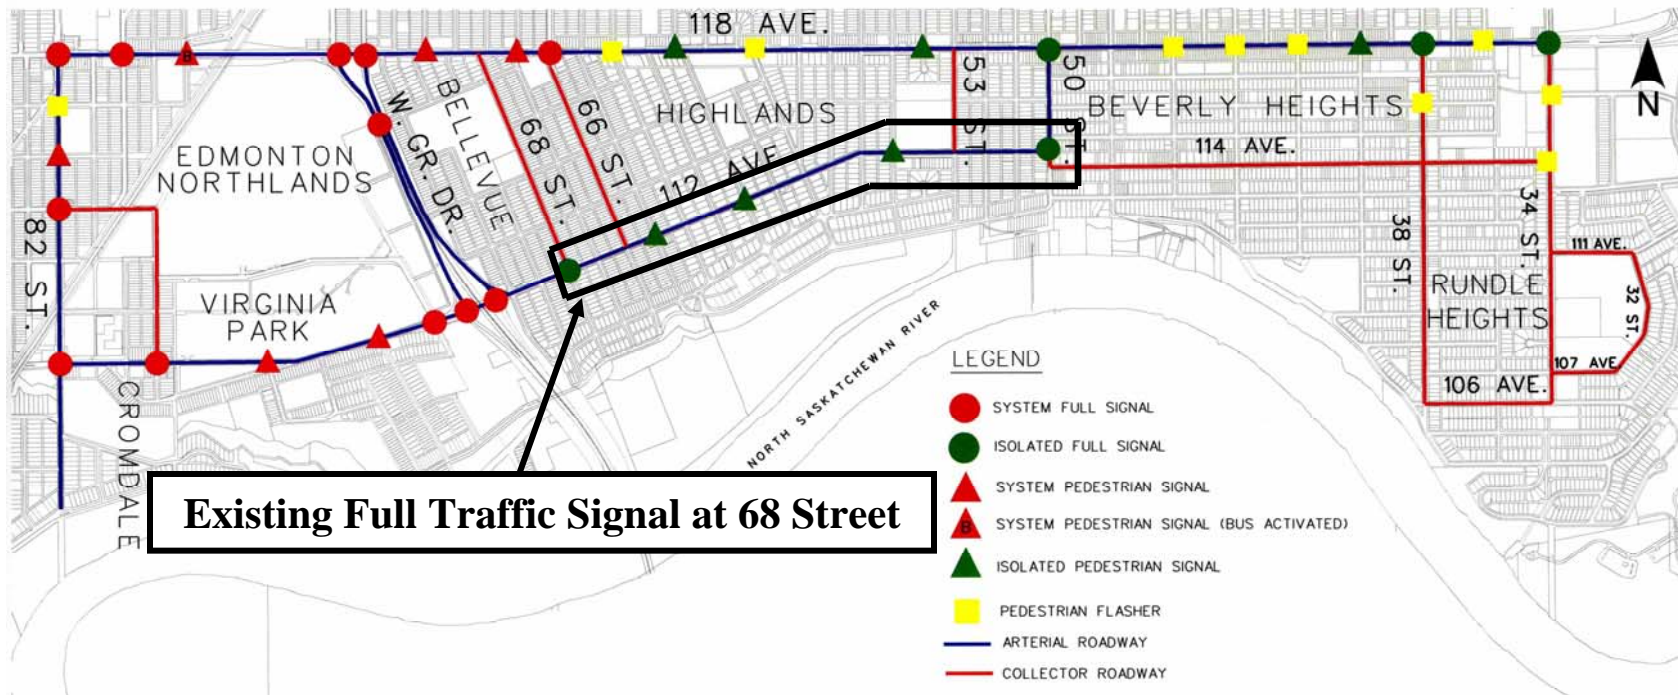 118 AVE.
N
53 ST.
50 ST.
HIGHLANDS
BEVERLY HEIGHTS
BELLEVUE
W. GR. DR.
68 ST.
66 ST.
112 AVE
114 AVE.
EDMONTON
NORTHLANDS
82 ST.
VIRGINIA
PARK
CROMDALE
38 ST.
34 ST.
111 AVE.
32 ST.
RUNDLE
HEIGHTS
107 AVE.
106 AVE.
NORTH SASKATCHEWAN RIVER
Existing Full Traffic Signal at 68 Street
LEGEND
SYSTEM FULL SIGNAL
ISOLATED FULL SIGNAL
SYSTEM PEDESTRIAN SIGNAL
B SYSTEM PEDESTRIAN SIGNAL (BUS ACTIVATED)
ISOLATED PEDESTRIAN SIGNAL
PEDESTRIAN FLASHER
ARTERIAL ROADWAY
COLLECTOR ROADWAY
B